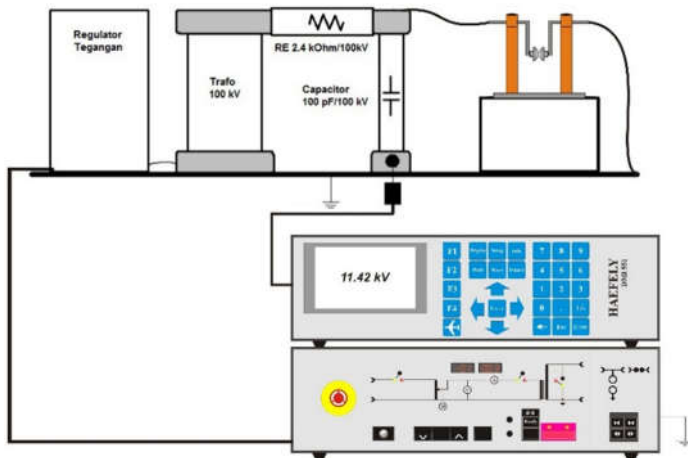 Regulator
Tegangan
RE 2.4 kOhm/100kV
Trafo
100 kV
Capacitor
100 pF/100 kV
11.42 kV
F1
F2
F3
F4
7 8 9
4 5 6
1 2 3
0
HAEFELY